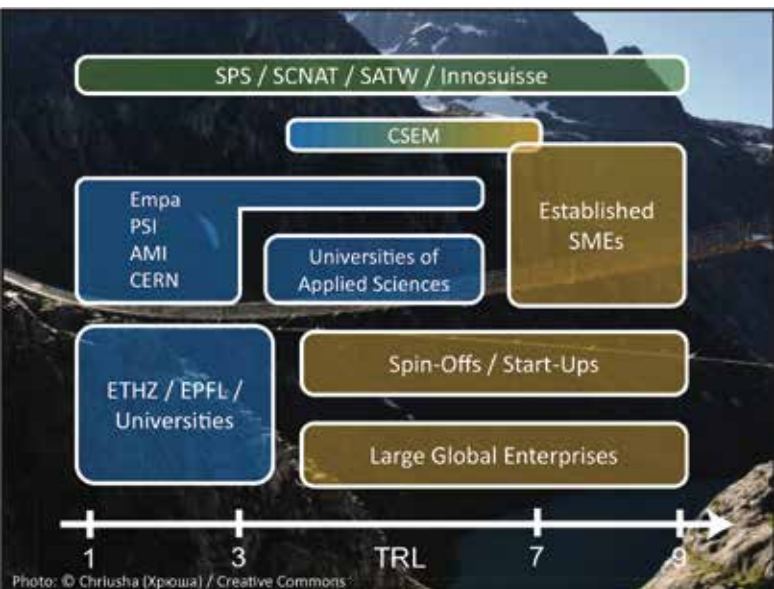 SPS / SCNAT / SATW / Innosuisse
CSEM
Empa
PSI
AMI
CERN
Universities of
Applied Sciences
Established
SMEs
ETHZ / EPFL /
Universities
Spin-Offs / Start-Ups
Large Global Enterprises
1 3 TRL 7 9
Photo: © Chriusha (Хрюша) / Creative Commons